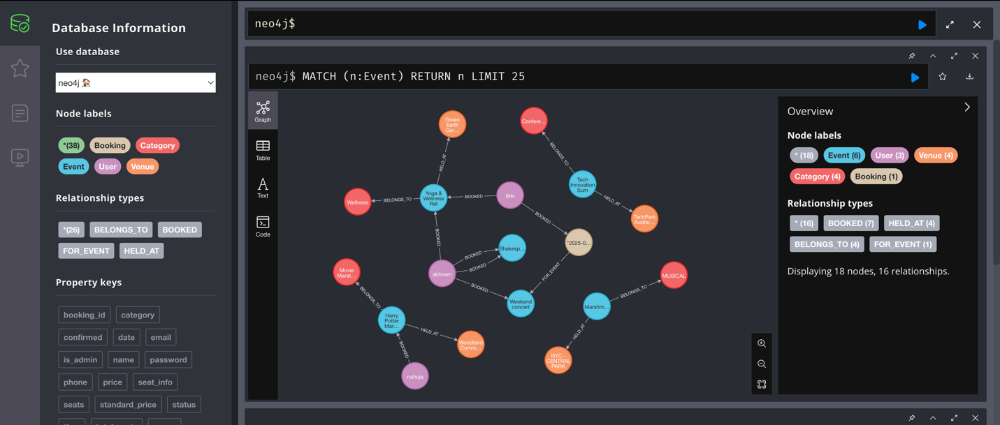 Database Information
Use database
neo4j 🏠
Node labels
*(38) Booking Category
Event User Venue
Relationship types
*(26) BELONGS_TO BOOKED
FOR_EVENT HELD_AT
Property keys
booking_id category
confirmed date email
is_admin name password
phone price seat_info
seats standard_price status
neo4j$
neo4j$ MATCH (n:Event) RETURN n LIMIT 25
Graph
Table
Text
Code
Green
Earth
Gar...
Confere...
HELD_AT
BELONGS_TO
Tech
Innovation
Sum
Wellness
BELONGS_TO
Yoga &
Wellness
Ret
BOOKED
likki
HELD_AT
TechPark
Audito...
BOOKED
BOOKED
"2025-0...
Shakesp...
BOOKED
BOOKED
abhiram
FOR_EVENT
BOOKED
Movie
Marat...
BELONGS_TO
MUSICAL
BELONGS_TO
Weekend
concert
Marshm...
Harry
Potter
Mar...
HELD_AT
HELD_AT
Woodland
Comm...
BOOKED
NYC -
CENTRAL
PARK
ruthuja
Overview
Node labels
* (18) Event (6) User (3) Venue (4)
Category (4) Booking (1)
Relationship types
* (16) BOOKED (7) HELD_AT (4)
BELONGS_TO (4) FOR_EVENT (1)
Displaying 18 nodes, 16 relationships.